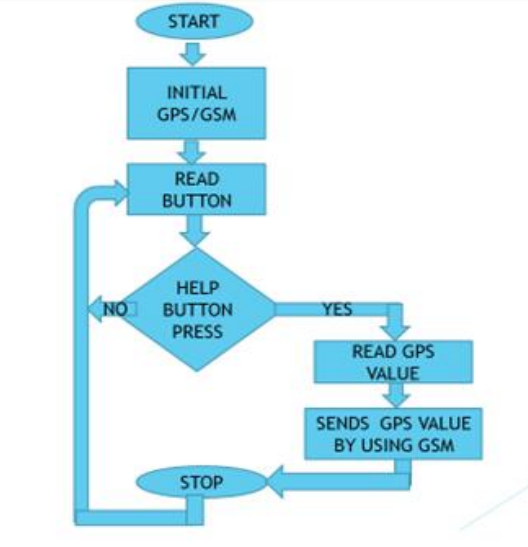 START
INITIAL
GPS/GSM
READ
BUTTON
HELP
BUTTON
PRESS
NO
YES
READ GPS
VALUE
SENDS GPS VALUE
BY USING GSM
STOP